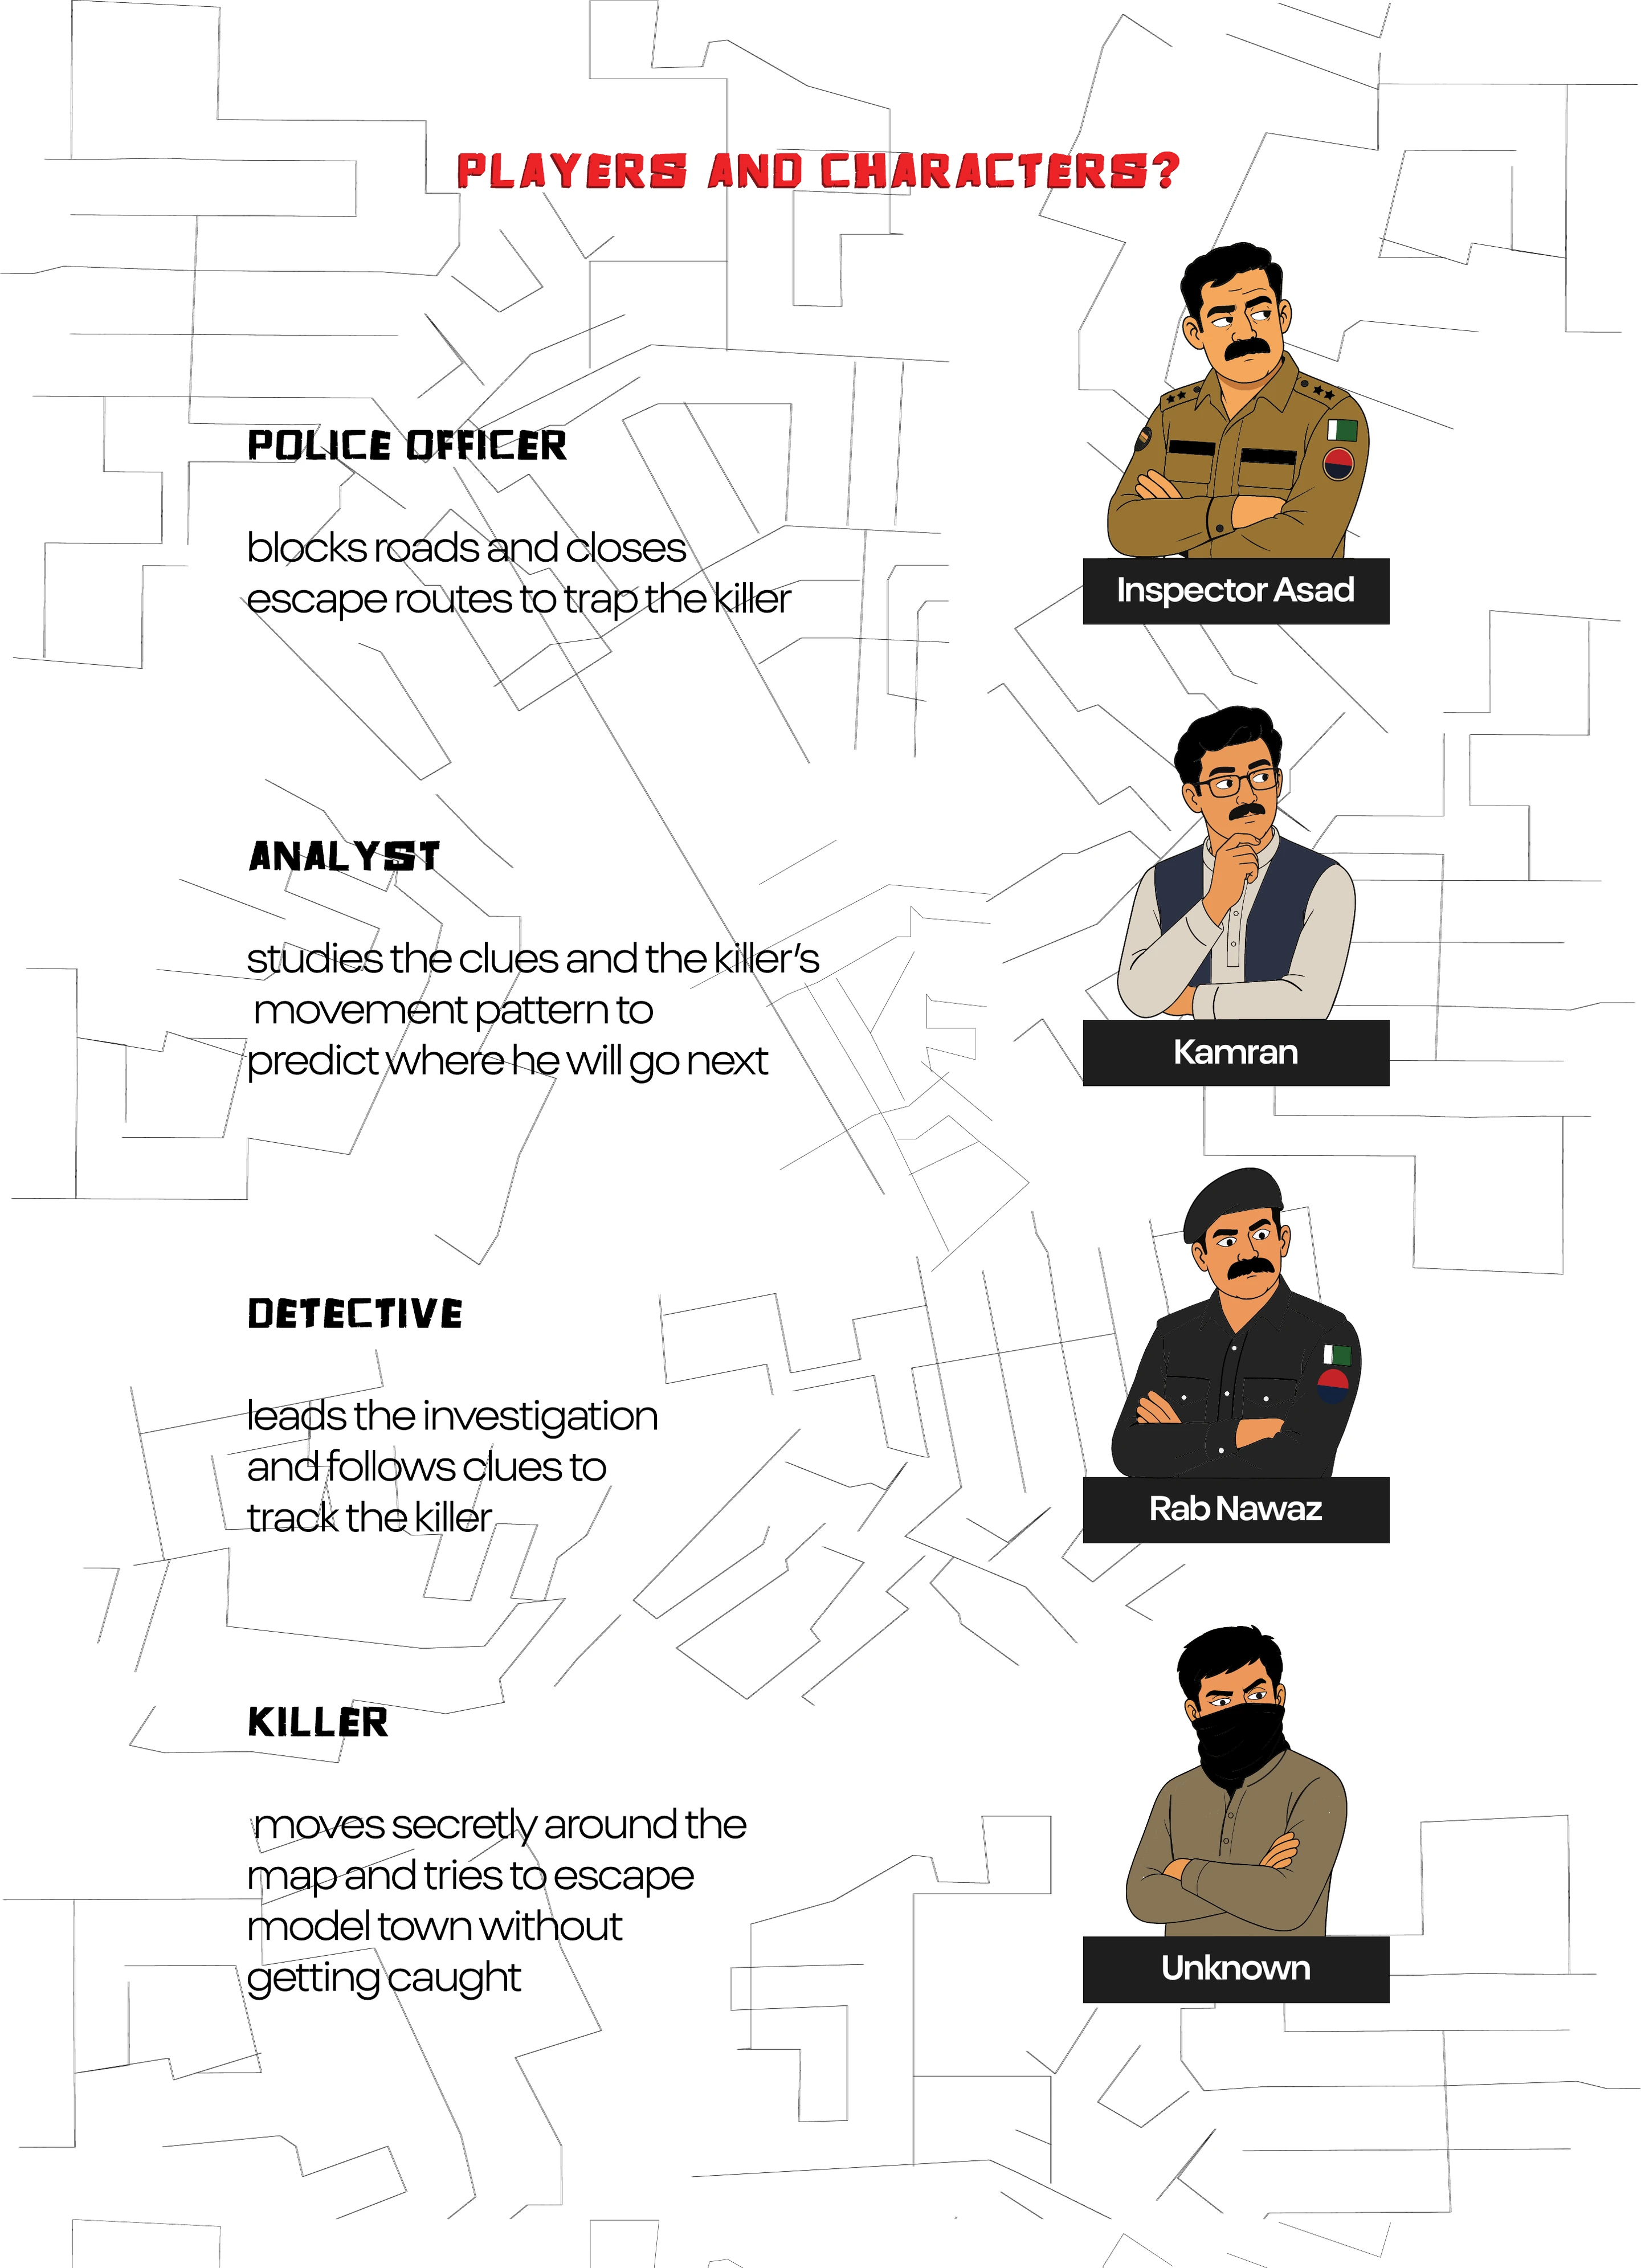 PLAYERS AND CHARACTERS?
POLICE OFFICER
blocks roads and closes
escape routes to trap the killer
Inspector Asad
ANALYST
studies the clues and the killer's
movement pattern to
predict where he will go next
Kamran
DETECTIVE
leads the investigation
and follows clues to
track the killer
Rab Nawaz
KILLER
moves secretly around the
map and tries to escape
model town without
getting caught
Unknown